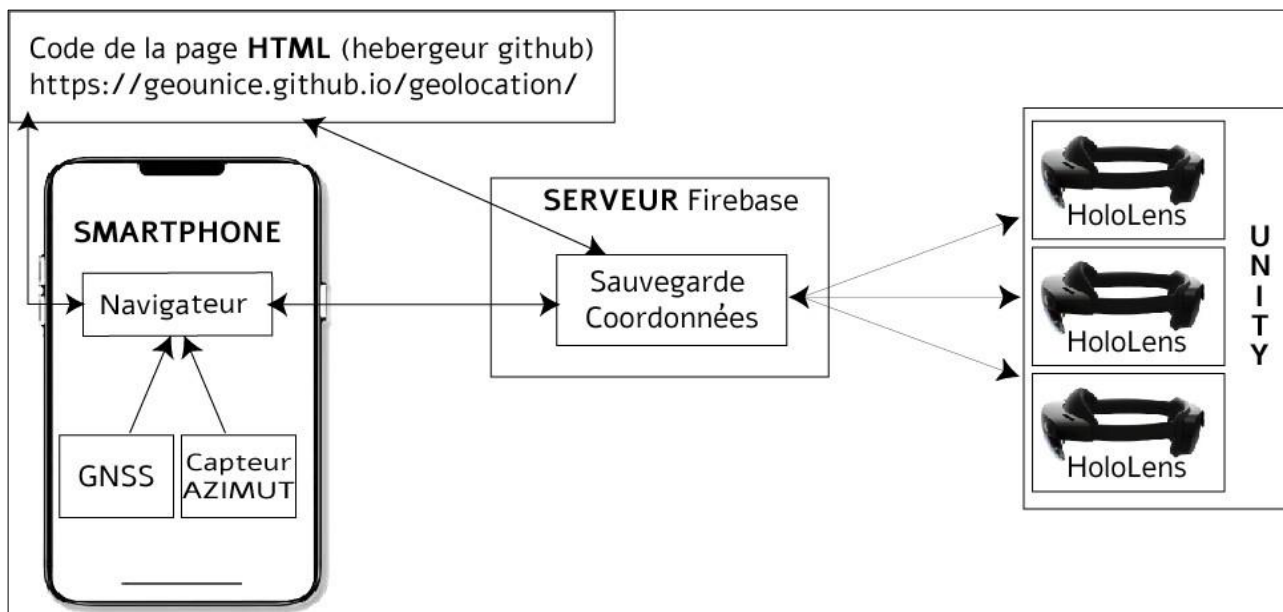 Code de la page HTML (hebergeur github)
https://geounice.github.io/geolocation/
SMARTPHONE
Navigateur
GNSS
Capteur
AZIMUT
SERVEUR Firebase
Sauvegarde
Coordonnées
HoloLens
HoloLens
HoloLens
UNITY